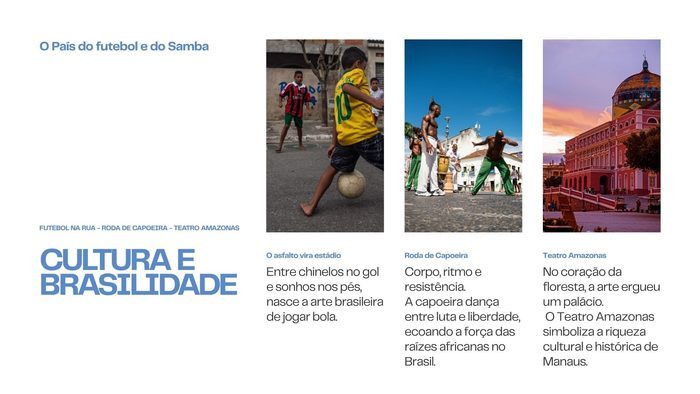 O País do futebol e do Samba
FUTEBOL NA RUA - RODA DE CAPOEIRA - TEATRO AMAZONAS
CULTURA E
BRASILIDADE
10
O asfalto vira estádio
Entre chinelos no gol
e sonhos nos pés,
nasce a arte brasileira
de jogar bola.
Roda de Capoeira
Corpo, ritmo e
resistência.
A capoeira dança
entre luta e liberdade,
ecoando a força das
raízes africanas no
Brasil.
Teatro Amazonas
No coração da
floresta, a arte ergueu
um palácio.
O Teatro Amazonas
simboliza a riqueza
cultural e histórica de
Manaus.